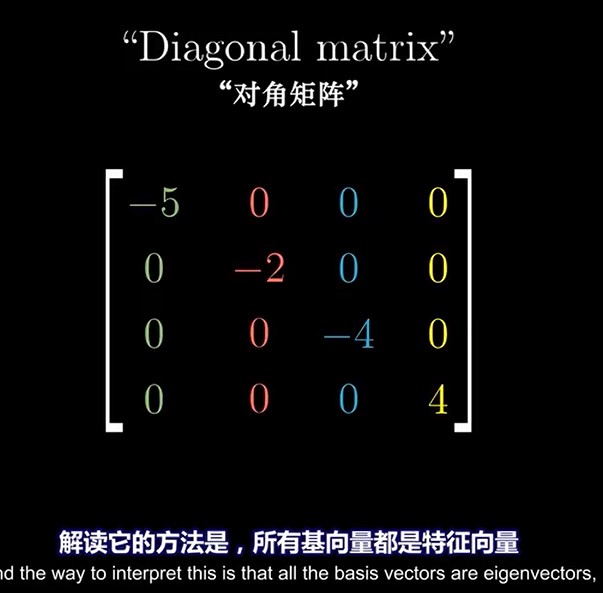 “Diagonal matrix”
“对角矩阵”
−5 0 0 0
0 −2 0 0
0 0 −4 0
0 0 0 4
解读它的方法是，所有基向量都是特征向量
nd the way to interpret this is that all the basis vectors are eigenvectors,